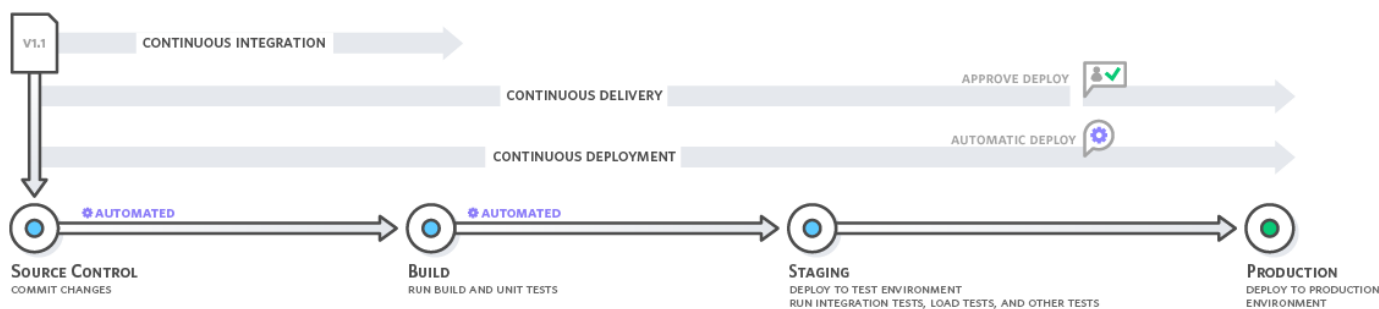 V1.1
CONTINUOUS INTEGRATION
APPROVE DEPLOY
CONTINUOUS DELIVERY
AUTOMATIC DEPLOY
CONTINUOUS DEPLOYMENT
AUTOMATED
AUTOMATED
SOURCE CONTROL
COMMIT CHANGES
BUILD
RUN BUILD AND UNIT TESTS
STAGING
DEPLOY TO TEST ENVIRONMENT
RUN INTEGRATION TESTS, LOAD TESTS, AND OTHER TESTS
PRODUCTION
DEPLOY TO PRODUCTION
ENVIRONMENT